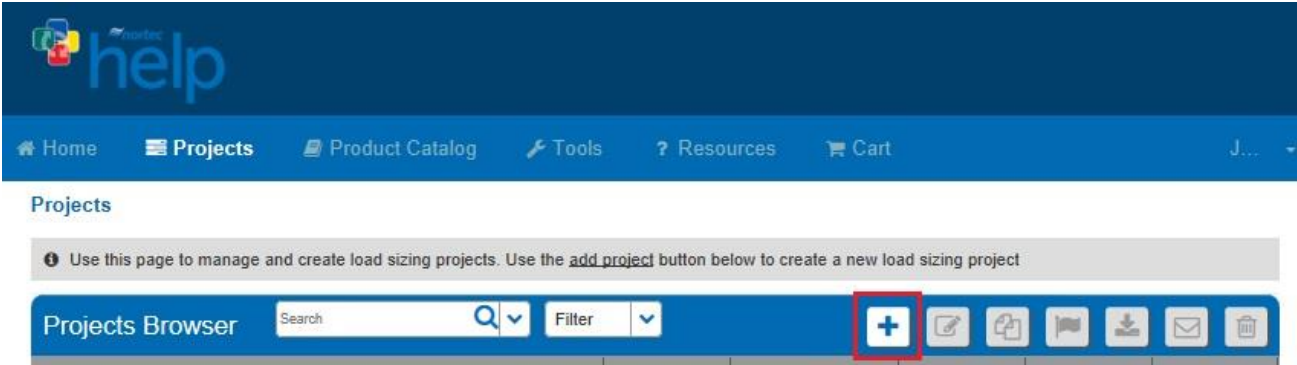 nortec
help
Home Projects Product Catalog Tools ? Resources Cart J...
Projects
Use this page to manage and create load sizing projects. Use the add project button below to create a new load sizing project
Projects Browser Search Filter